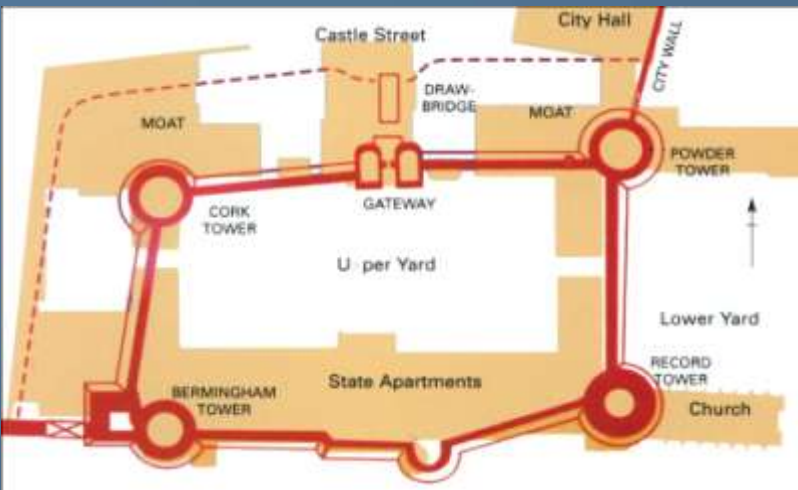 City Hall
Castle Street
CITY WALL
DRAW-
BRIDGE
MOAT
MOAT
POWDER
TOWER
GATEWAY
CORK
TOWER
U per Yard
Lower Yard
RECORD
TOWER
State Apartments
BERMINGHAM
TOWER
Church